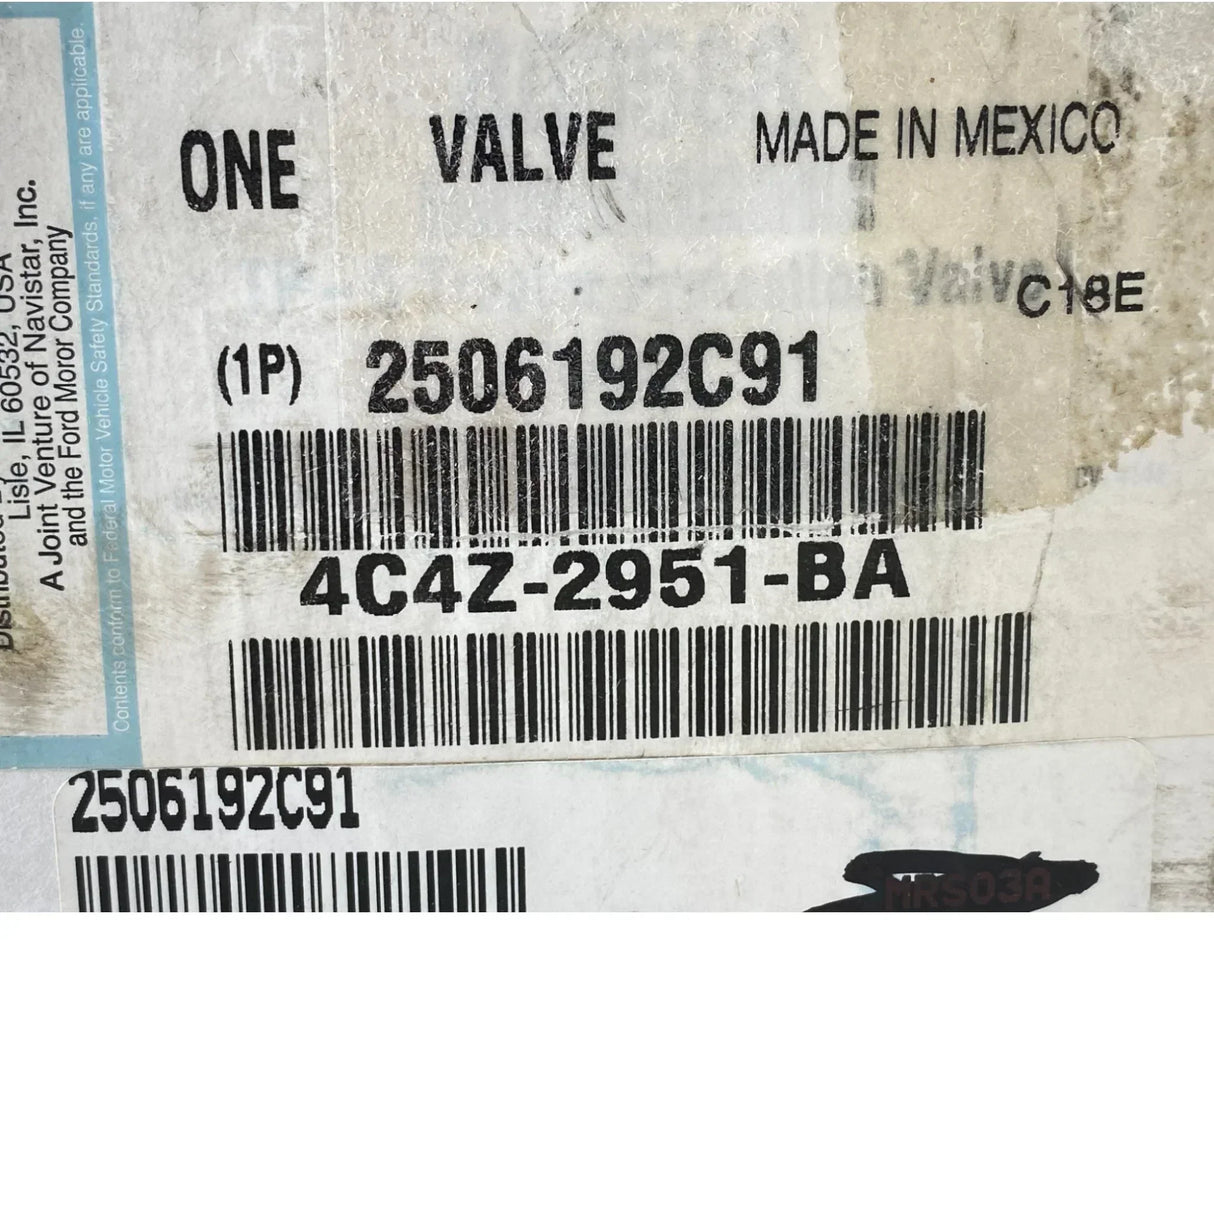 ONE VALVE MADE IN MEXICO
Valve
C18E
(1P) 2506192C91
4C4Z-2951-BA
2506192C91
MRS03A
Lisle, IL 60532, USA
A Joint Venture of Navistar, Inc.
and the Ford Motor Company
Contents conform to Federal Motor Vehicle Safety Standards, if any are applicable.